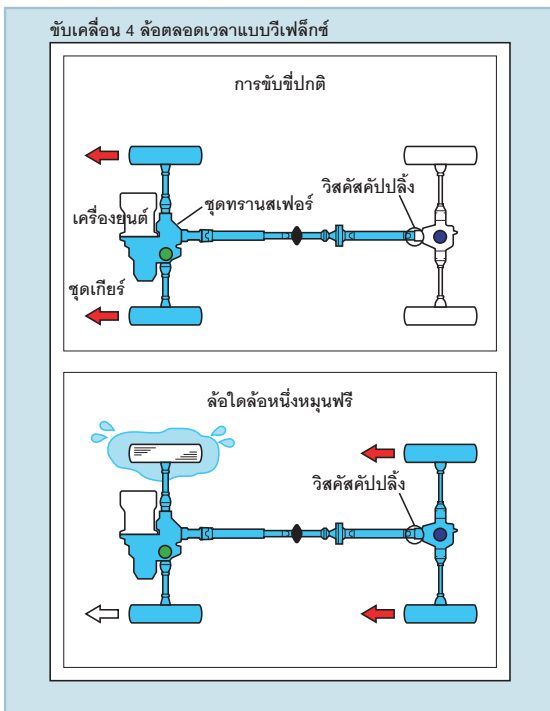 ขับเคลื่อน 4 ล้อตลอดเวลาแบบวีเฟล็กซ์
การขับขี่ปกติ
วิสคัสคัปปลิ้ง
ชุดทรานสเฟอร์
เครื่องยนต์
ชุดเกียร์
ล้อใดล้อหนึ่งหมุนฟรี
วิสคัสคัปปลิ้ง